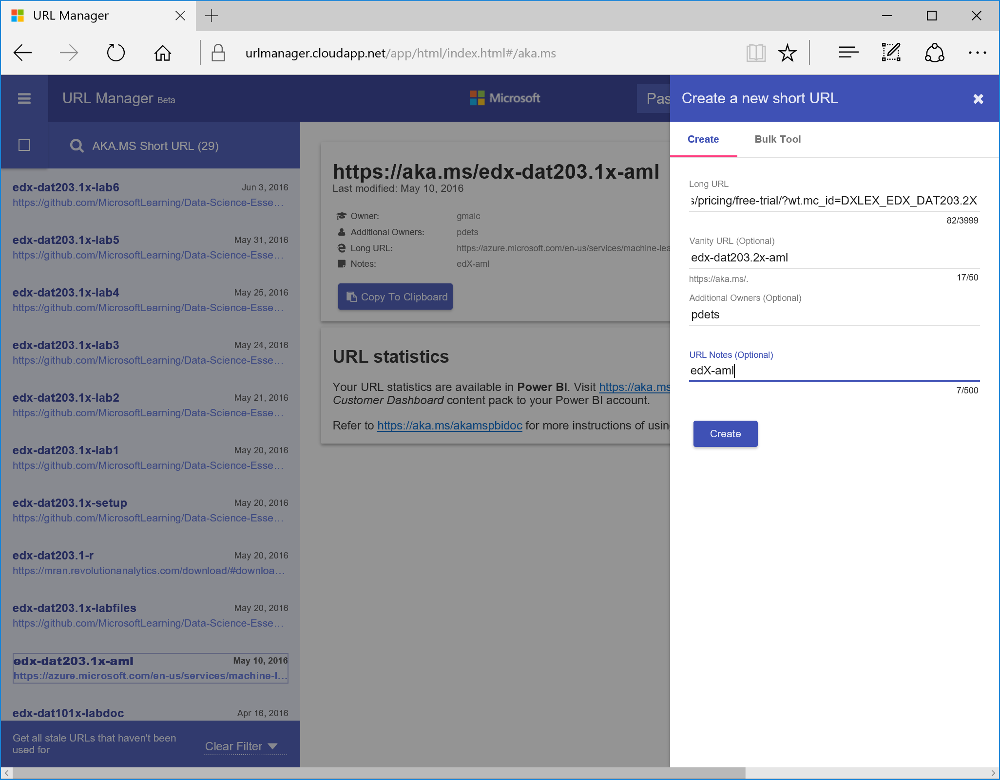 URL Manager
urlmanager.cloudapp.net/app/html/index.html#/aka.ms
URL Manager Beta
Microsoft
Pas
AKA.MS Short URL (29)
edx-dat203.1x-lab6 Jun 3, 2016
https://github.com/MicrosoftLearning/Data-Science-Esse...
edx-dat203.1x-lab5 May 31, 2016
https://github.com/MicrosoftLearning/Data-Science-Esse...
edx-dat203.1x-lab4 May 25, 2016
https://github.com/MicrosoftLearning/Data-Science-Esse...
edx-dat203.1x-lab3 May 24, 2016
https://github.com/MicrosoftLearning/Data-Science-Esse...
edx-dat203.1x-lab2 May 21, 2016
https://github.com/MicrosoftLearning/Data-Science-Esse...
edx-dat203.1x-lab1 May 20, 2016
https://github.com/MicrosoftLearning/Data-Science-Esse...
edx-dat203.1x-setup May 20, 2016
https://github.com/MicrosoftLearning/Data-Science-Esse...
edx-dat203.1-r May 20, 2016
https://mran.revolutionanalytics.com/download/#downloa...
edx-dat203.1x-labfiles May 20, 2016
https://github.com/MicrosoftLearning/Data-Science-Esse...
edx-dat203.1x-aml May 10, 2016
https://azure.microsoft.com/en-us/services/machine-l...
edx-dat101x-labdoc Apr 16, 2016
Get all stale URLs that haven't been
used for
Clear Filter
https://aka.ms/edx-dat203.1x-aml
Last modified: May 10, 2016
Owner: gmalc
Additional Owners: pdets
Long URL: https://azure.microsoft.com/en-us/services/machine-lea
Notes: edX-aml
Copy To Clipboard
URL statistics
Your URL statistics are available in Power BI. Visit https://aka.ms
Customer Dashboard content pack to your Power BI account.
Refer to https://aka.ms/akamspbidoc for more instructions of using
Create a new short URL
Create Bulk Tool
Long URL
s/pricing/free-trial/?wt.mc_id=DXLEX_EDX_DAT203.2X
82/3999
Vanity URL (Optional)
edx-dat203.2x-aml
https://aka.ms/. 17/50
Additional Owners (Optional)
pdets
URL Notes (Optional)
edX-aml
7/500
Create